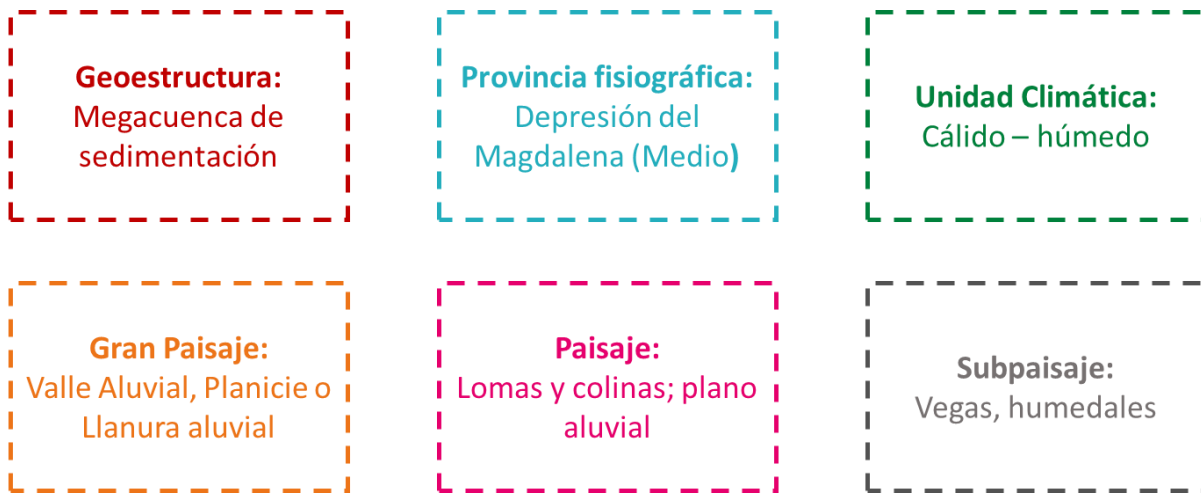 Geoestructura:
Megacuenca de
sedimentación
Provincia fisiográfica:
Depresión del
Magdalena (Medio)
Unidad Climática:
Cálido – húmedo
Gran Paisaje:
Valle Aluvial, Planicie o
Llanura aluvial
Paisaje:
Lomas y colinas; plano
aluvial
Subpaisaje:
Vegas, humedales